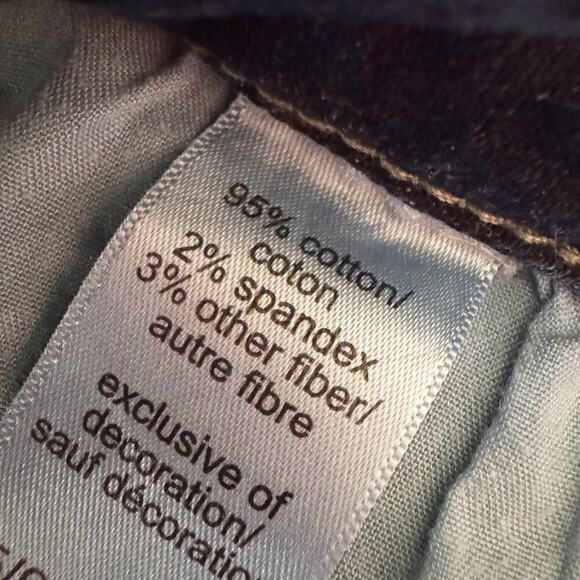 95% cotton/
coton
2% spandex
3% other fiber/
autre fibre
exclusive of
decoration/
sauf décoration